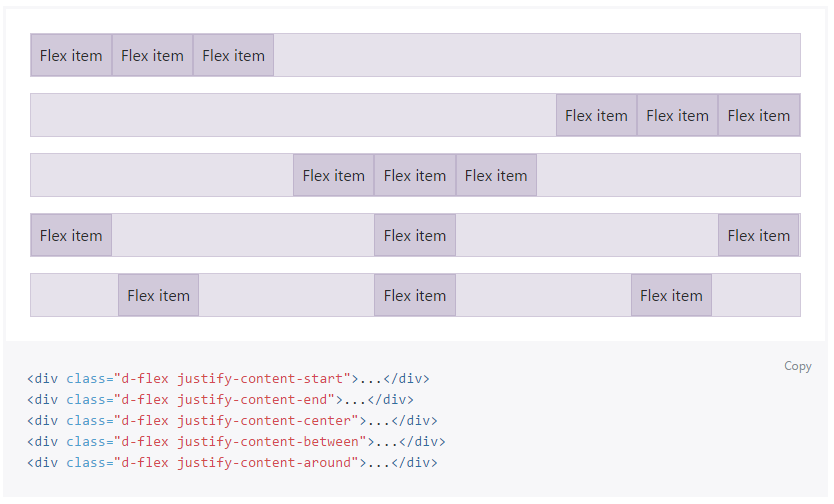 Flex item Flex item Flex item
Flex item Flex item Flex item
Flex item Flex item Flex item
Flex item Flex item Flex item
Flex item Flex item Flex item
Copy
<div class="d-flex justify-content-start">...</div>
<div class="d-flex justify-content-end">...</div>
<div class="d-flex justify-content-center">...</div>
<div class="d-flex justify-content-between">...</div>
<div class="d-flex justify-content-around">...</div>